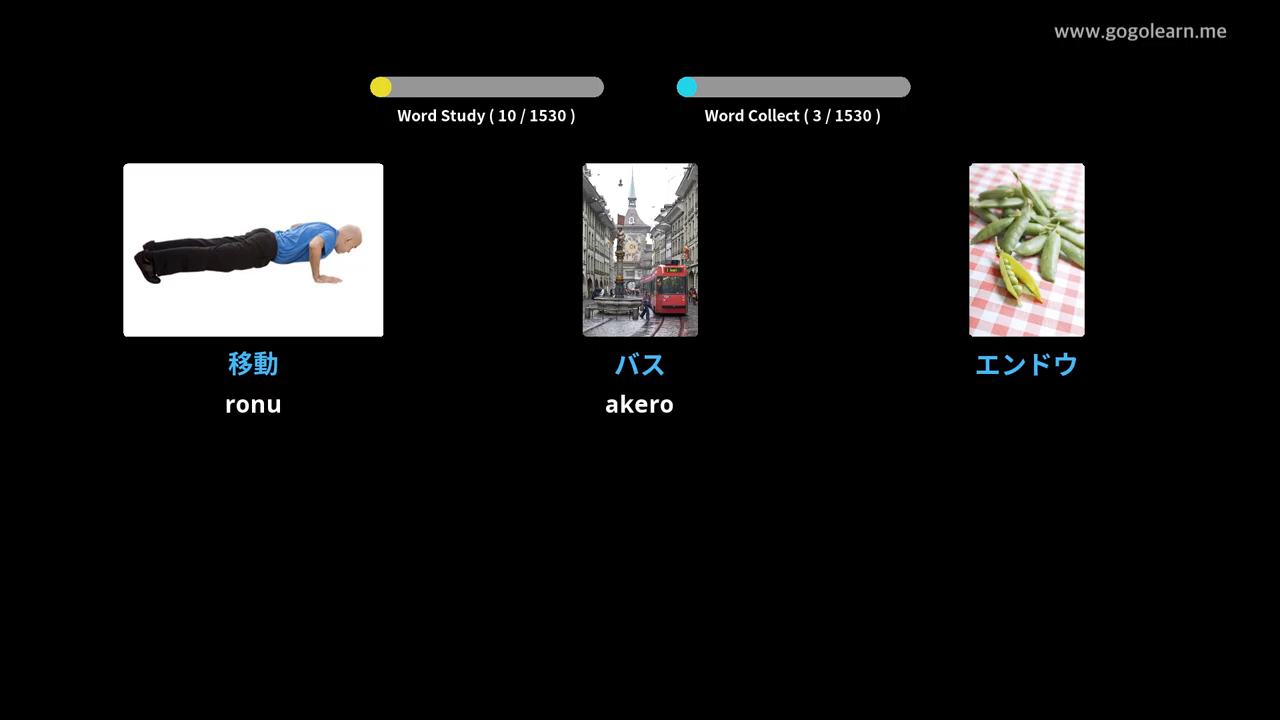 www.gogolearn.me
Word Study ( 10 / 1530 )
Word Collect ( 3 / 1530 )
移動
バス
エンドウ
ronu
akero